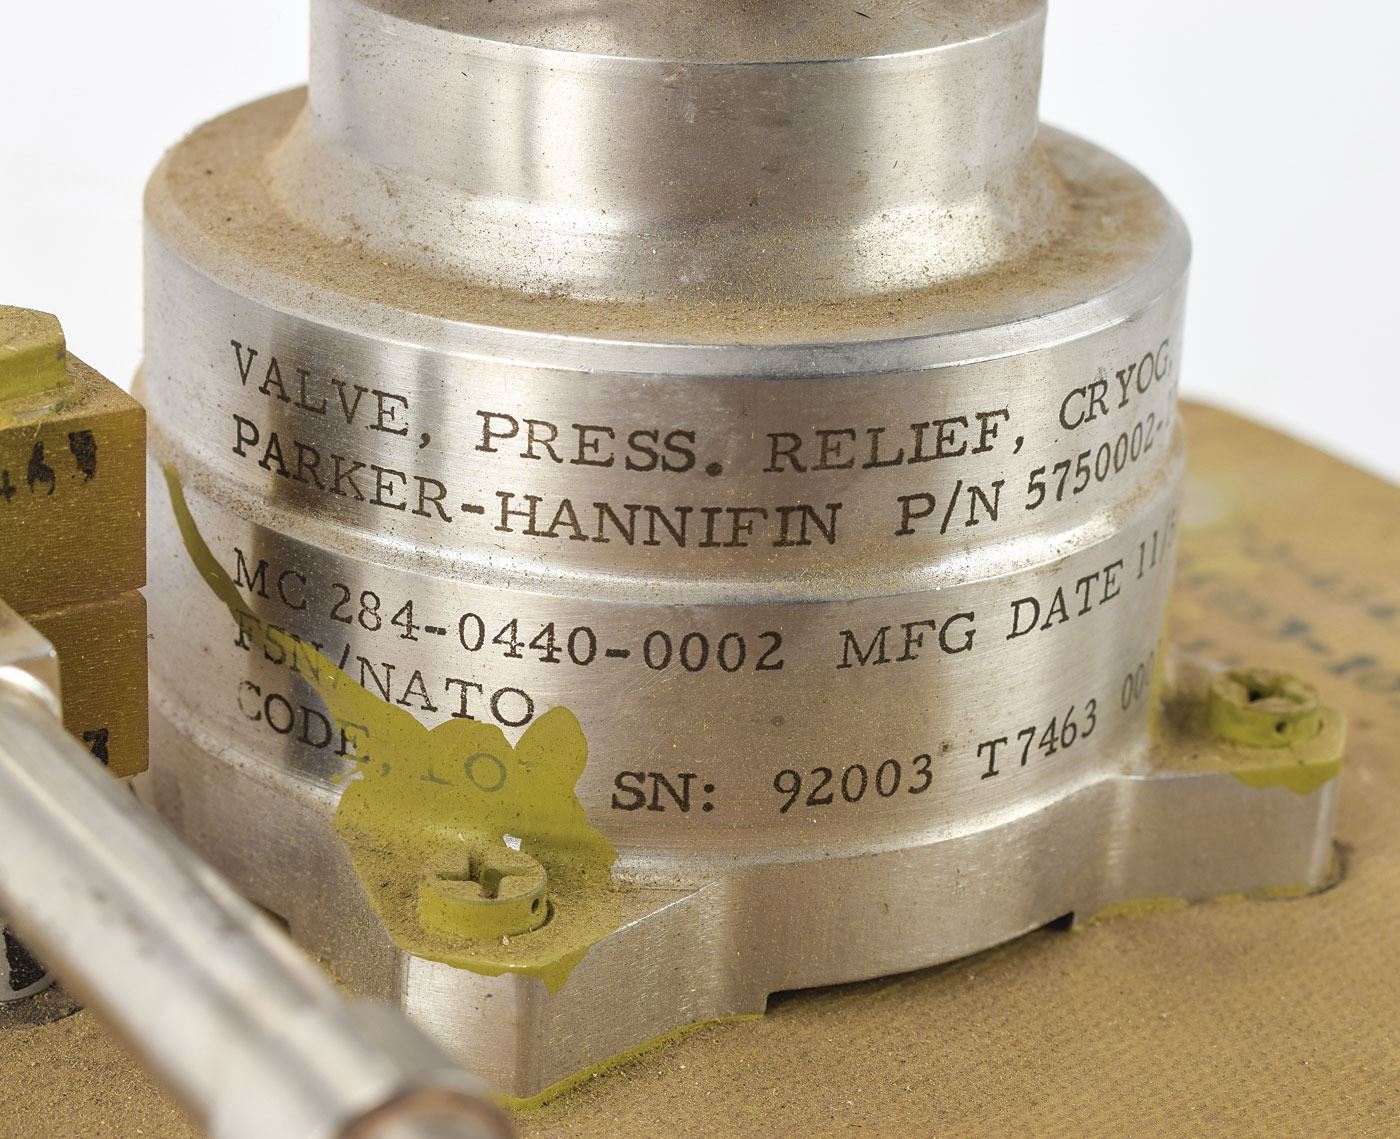 VALVE, PRESS. RELIEF, CRYOG,
PARKER-HANNIFIN P/N 5750002-
MC 284-0440-0002 MFG DATE 11/
FSN/NATO
CODE, SN: 92003 T7463